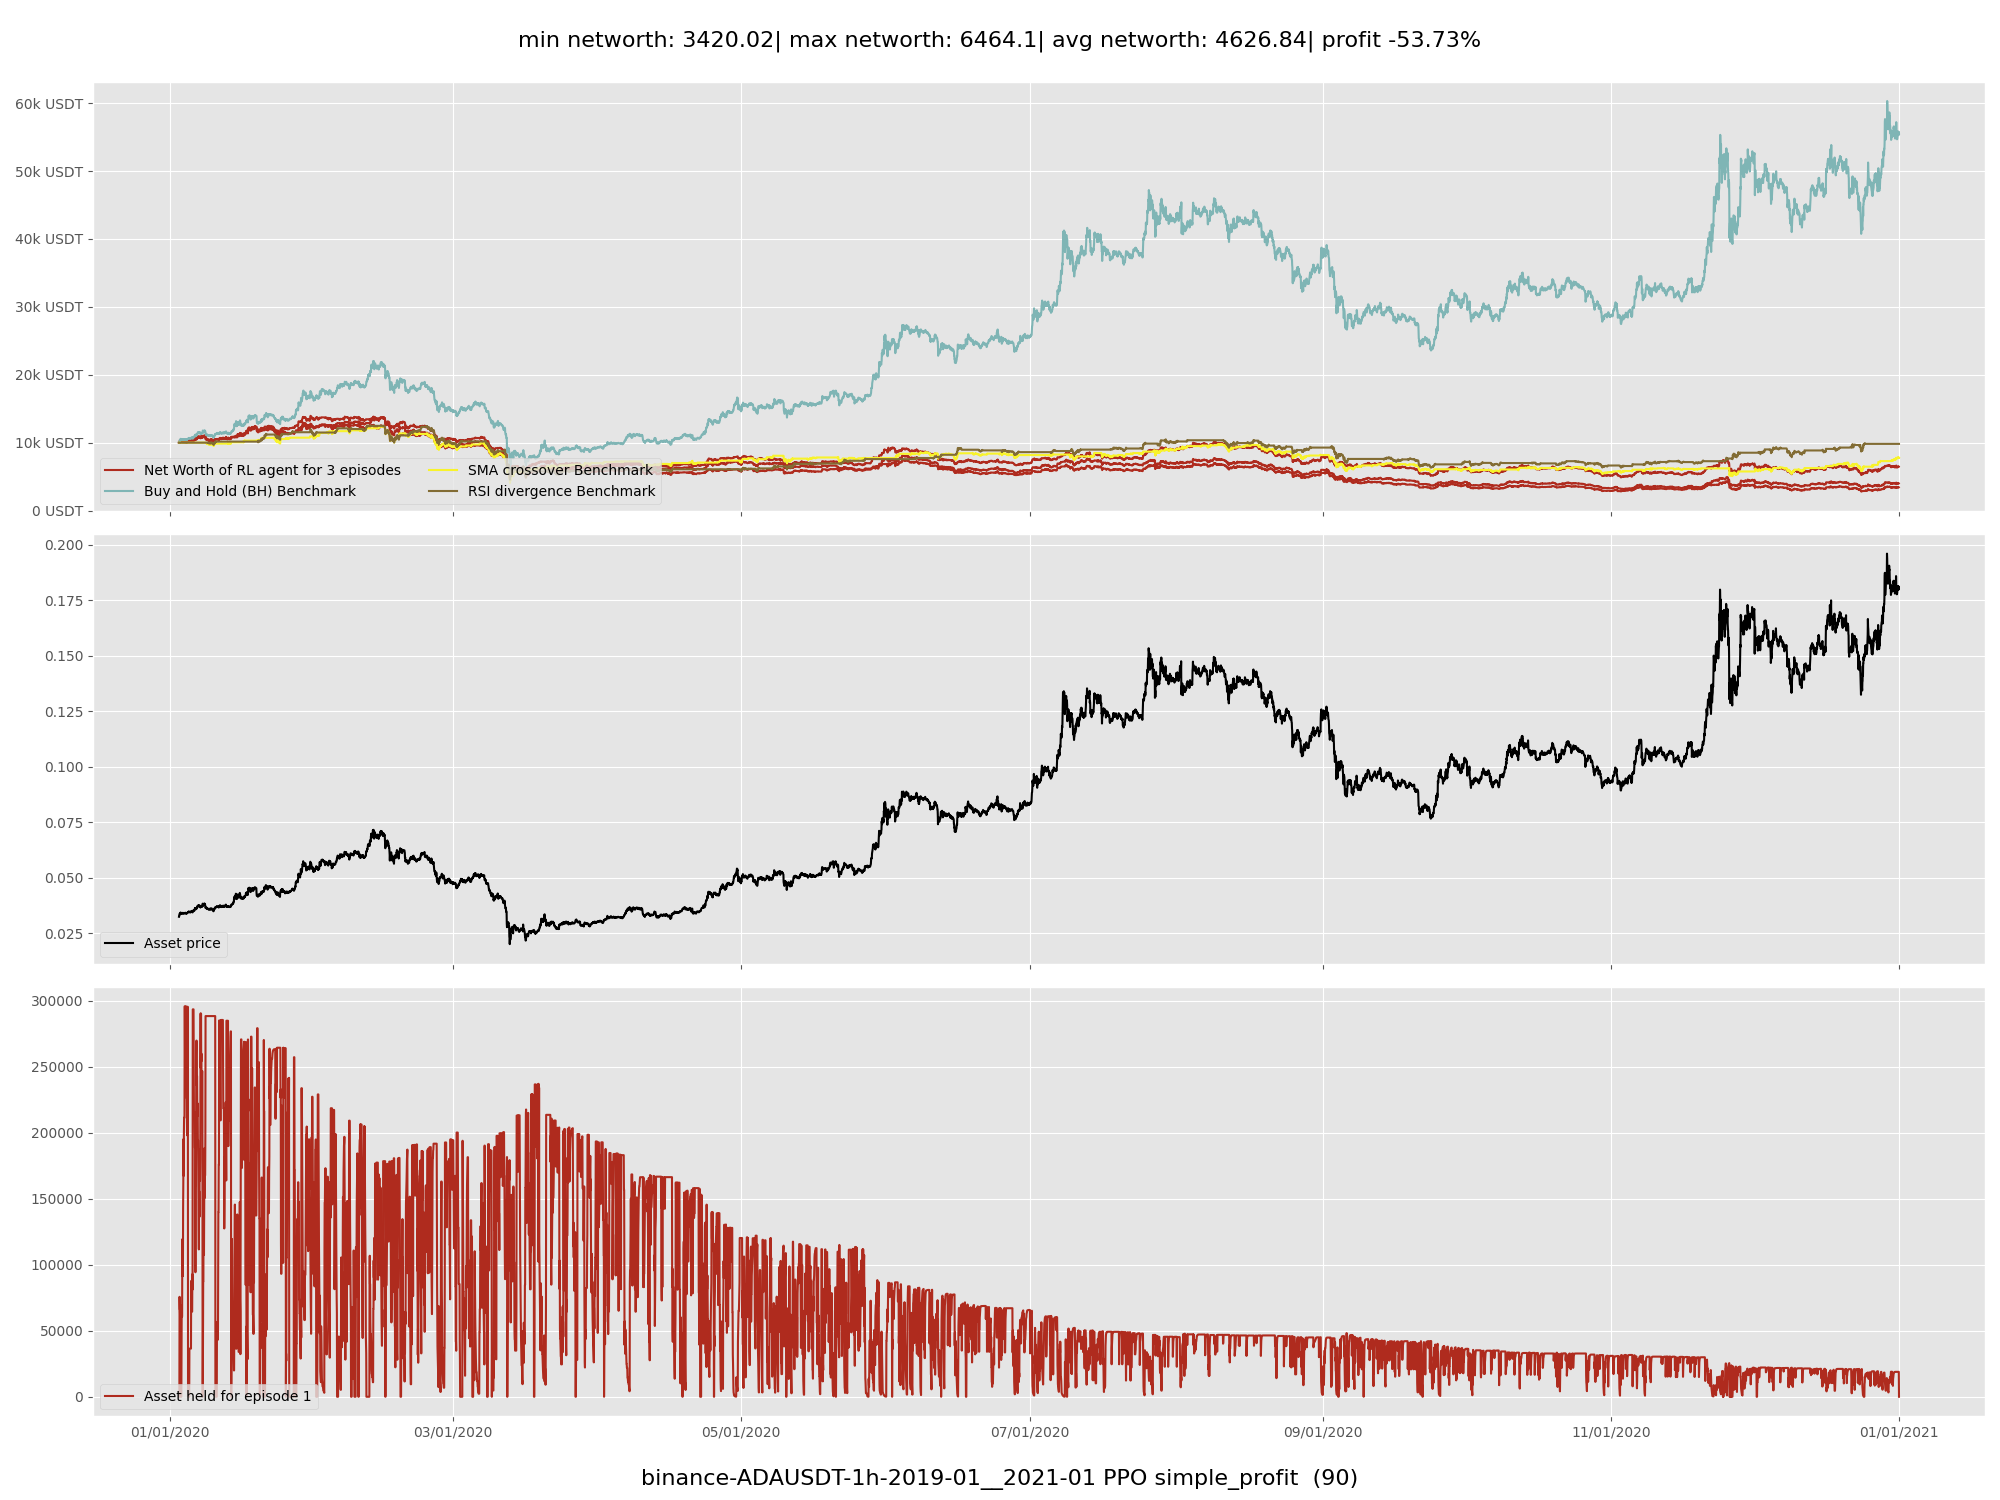 min networth: 3420.02| max networth: 6464.1| avg networth: 4626.84| profit -53.73%
60k USDT
50k USDT
40k USDT
30k USDT
20k USDT
10k USDT
0 USDT
Net Worth of RL agent for 3 episodes
Buy and Hold (BH) Benchmark
SMA crossover Benchmark
RSI divergence Benchmark
0.200
0.175
0.150
0.125
0.100
0.075
0.050
0.025
Asset price
300000
250000
200000
150000
100000
50000
0
Asset held for episode 1
01/01/2020 03/01/2020 05/01/2020 07/01/2020 09/01/2020 11/01/2020 01/01/2021
binance-ADAUSDT-1h-2019-01__2021-01 PPO simple_profit (90)